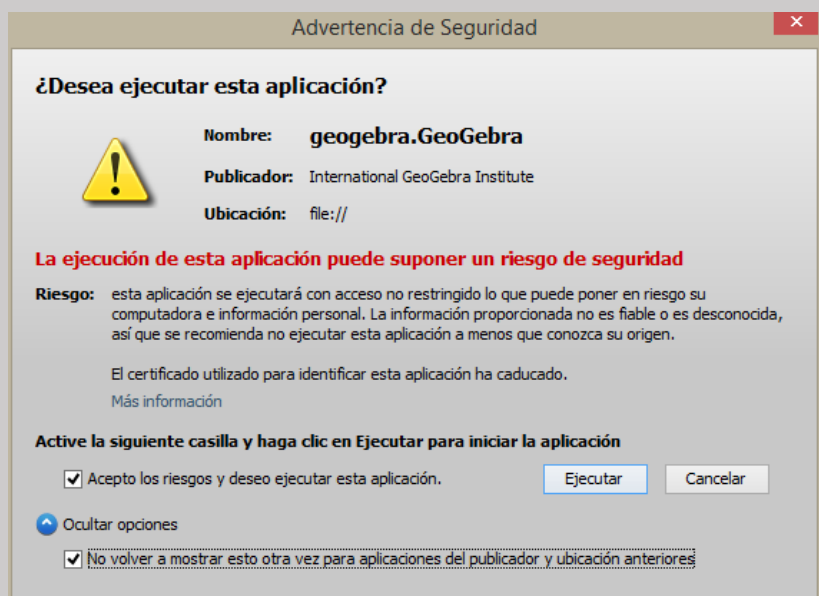 Advertencia de Seguridad
¿Desea ejecutar esta aplicación?
Nombre: geogebra.GeoGebra
Publicador: International GeoGebra Institute
Ubicación: file://
La ejecución de esta aplicación puede suponer un riesgo de seguridad
Riesgo: esta aplicación se ejecutará con acceso no restringido lo que puede poner en riesgo su
computadora e información personal. La información proporcionada no es fiable o es desconocida,
así que se recomienda no ejecutar esta aplicación a menos que conozca su origen.
El certificado utilizado para identificar esta aplicación ha caducado.
Más información
Active la siguiente casilla y haga clic en Ejecutar para iniciar la aplicación
Acepto los riesgos y deseo ejecutar esta aplicación. Ejecutar Cancelar
Ocultar opciones
No volver a mostrar esto otra vez para aplicaciones del publicador y ubicación anteriores